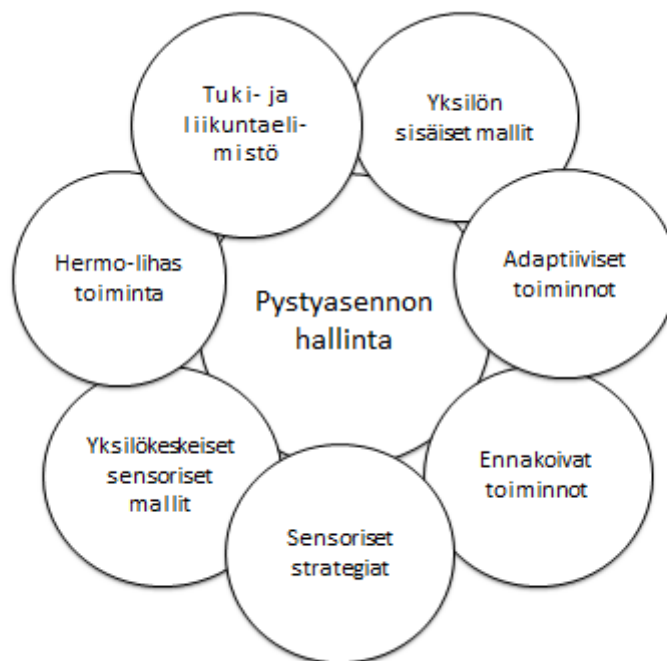 Tuki- ja
liikuntaeli-
mistö
Yksilön
sisäiset mallit
Adaptiiviset
toiminnot
Ennakoivat
toiminnot
Sensoriset
strategiat
Yksilökeskeiset
sensoriset
mallit
Hermo-lihas
toiminta
Pystyasennon
hallinta